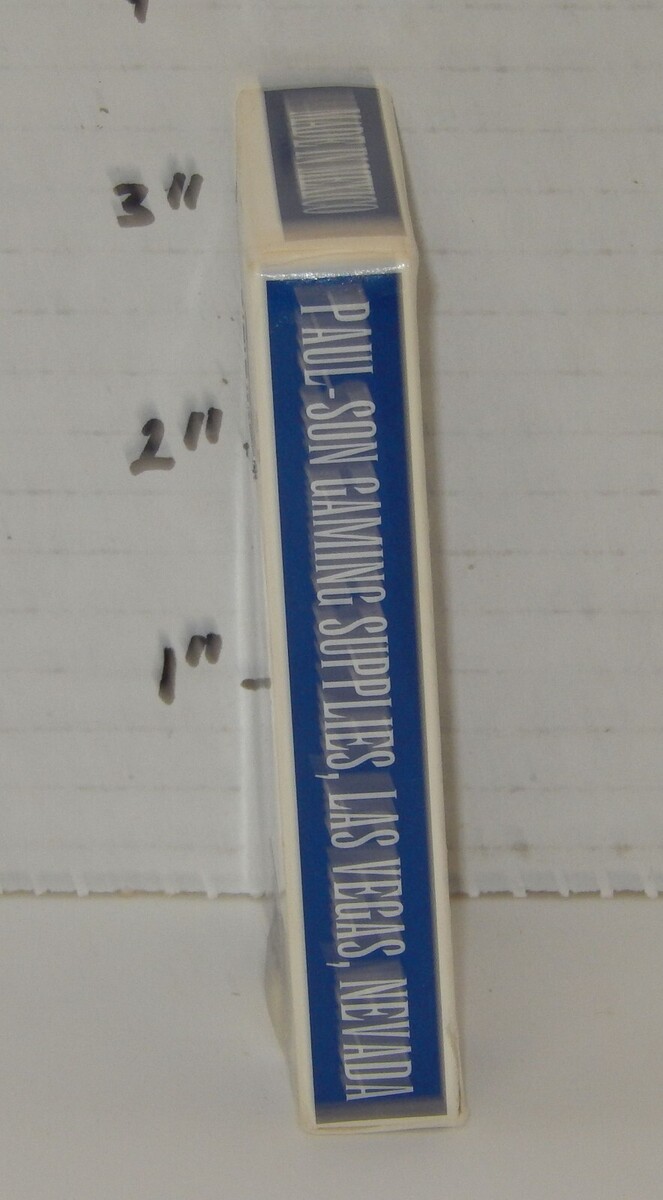 3"
2"
1"
PAUL-SON GAMING SUPPLIES, LAS VEGAS, NEVADA